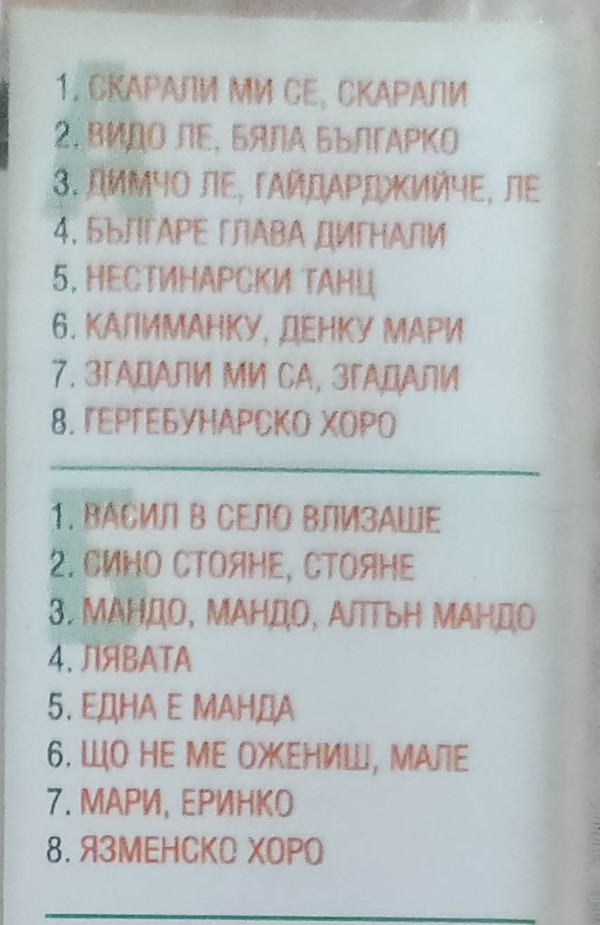 1. СКАРАЛИ МИ СЕ, СКАРАЛИ
2. ВИДО ЛЕ, БЯЛА БЪЛГАРКО
3. ДИМЧО ЛЕ, ГАЙДАРДЖИЙЧЕ, ЛЕ
4. БЪЛГАРЕ ГЛАВА ДИГНАЛИ
5. НЕСТИНАРСКИ ТАНЦ
6. КАЛИМАНКУ, ДЕНКУ МАРИ
7. ЗГАДАЛИ МИ СА, ЗГАДАЛИ
8. ГЕРГЕБУНАРСКО ХОРО
1. ВАСИЛ В СЕЛО ВЛИЗАШЕ
2. СИНО СТОЯНЕ, СТОЯНЕ
3. МАНДО, МАНДО, АЛТЪН МАНДО
4. ЛЯВАТА
5. ЕДНА Е МАНДА
6. ЩО НЕ МЕ ОЖЕНИШ, МАЛЕ
7. МАРИ, ЕРИНКО
8. ЯЗМЕНСКО ХОРО